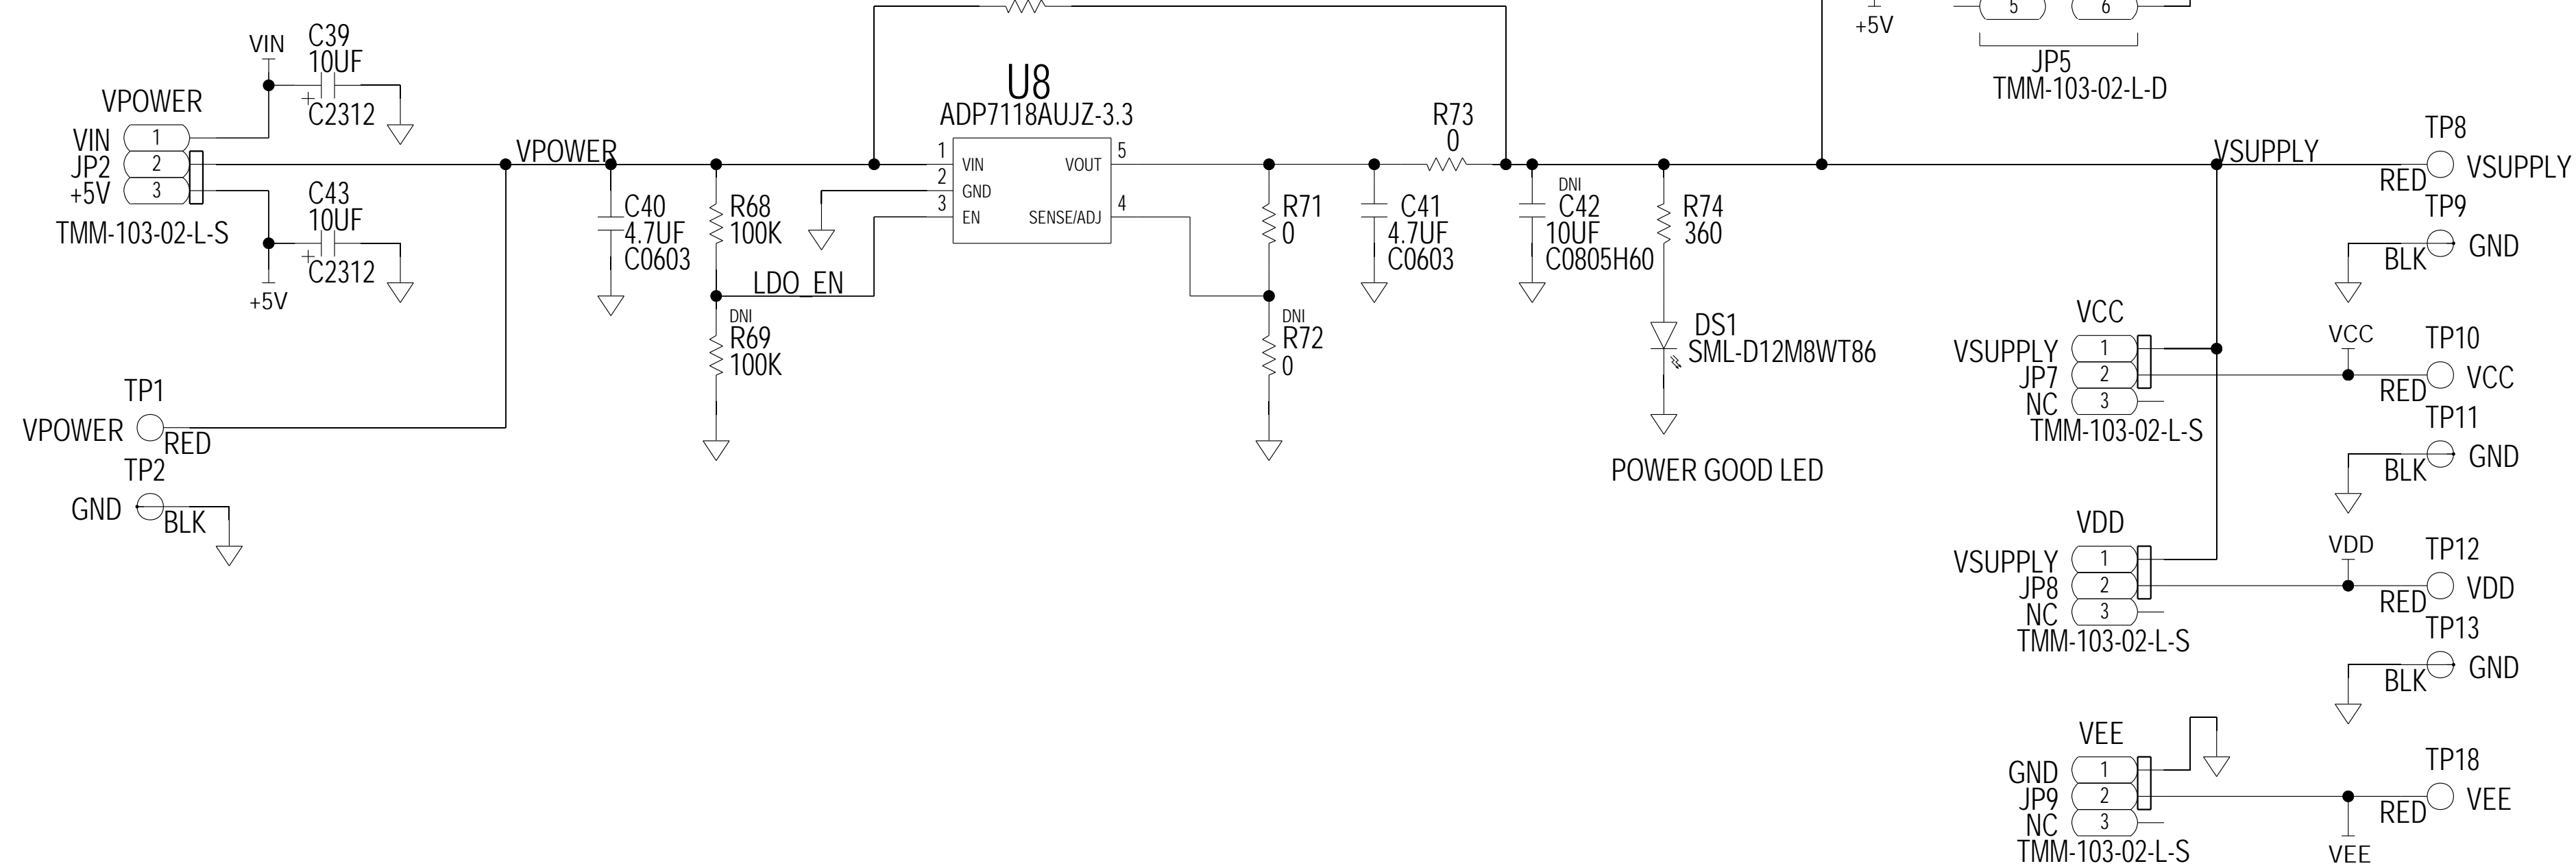 VIN
C39
10UF
+
C2312
VPOWER
VIN
JP2
+5V
1
2
3
TMM-103-02-L-S
C43
10UF
+
C2312
+5V
TP1
VPOWER
RED
TP2
GND
BLK
VPOWER
C40
4.7UF
C0603
R68
100K
LDO_EN
DNI
R69
100K
U8
ADP7118AUJZ-3.3
1
VIN
2
GND
3
EN
VOUT
5
SENSE/ADJ
4
R71
0
DNI
R72
0
C41
4.7UF
C0603
R73
0
DNI
C42
10UF
C0805H60
R74
360
DS1
SML-D12M8WT86
POWER GOOD LED
+5V
5
6
JP5
TMM-103-02-L-D
VSUPPLY
TP8
RED
VSUPPLY
TP9
BLK
GND
VCC
VSUPPLY
JP7
NC
1
2
3
TMM-103-02-L-S
VCC
TP10
RED
VCC
TP11
BLK
GND
VDD
VSUPPLY
JP8
NC
1
2
3
TMM-103-02-L-S
VDD
TP12
RED
VDD
TP13
BLK
GND
VEE
GND
JP9
NC
1
2
3
TMM-103-02-L-S
TP18
RED
VEE
VEE